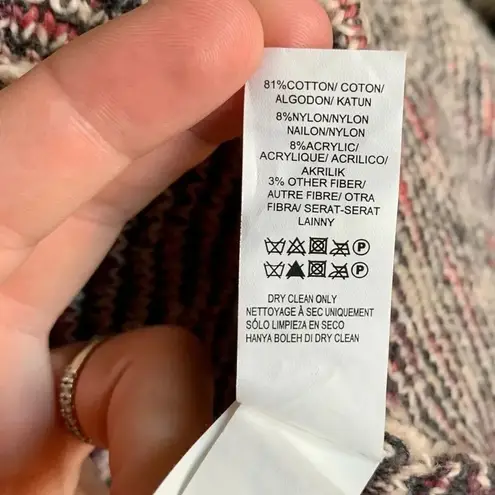 81%COTTON/ COTON/
ALGODON/ KATUN
8%NYLON/NYLON
NAILON/NYLON
8%ACRYLIC/
ACRYLIQUE/ ACRILICO/
AKRILIK
3% OTHER FIBER/
AUTRE FIBRE/ OTRA
FIBRA/ SERAT-SERAT
LAINNY
P
P
DRY CLEAN ONLY
NETTOYAGE À SEC UNIQUEMENT
SÓLO LIMPIEZA EN SECO
HANYA BOLEH DI DRY CLEAN